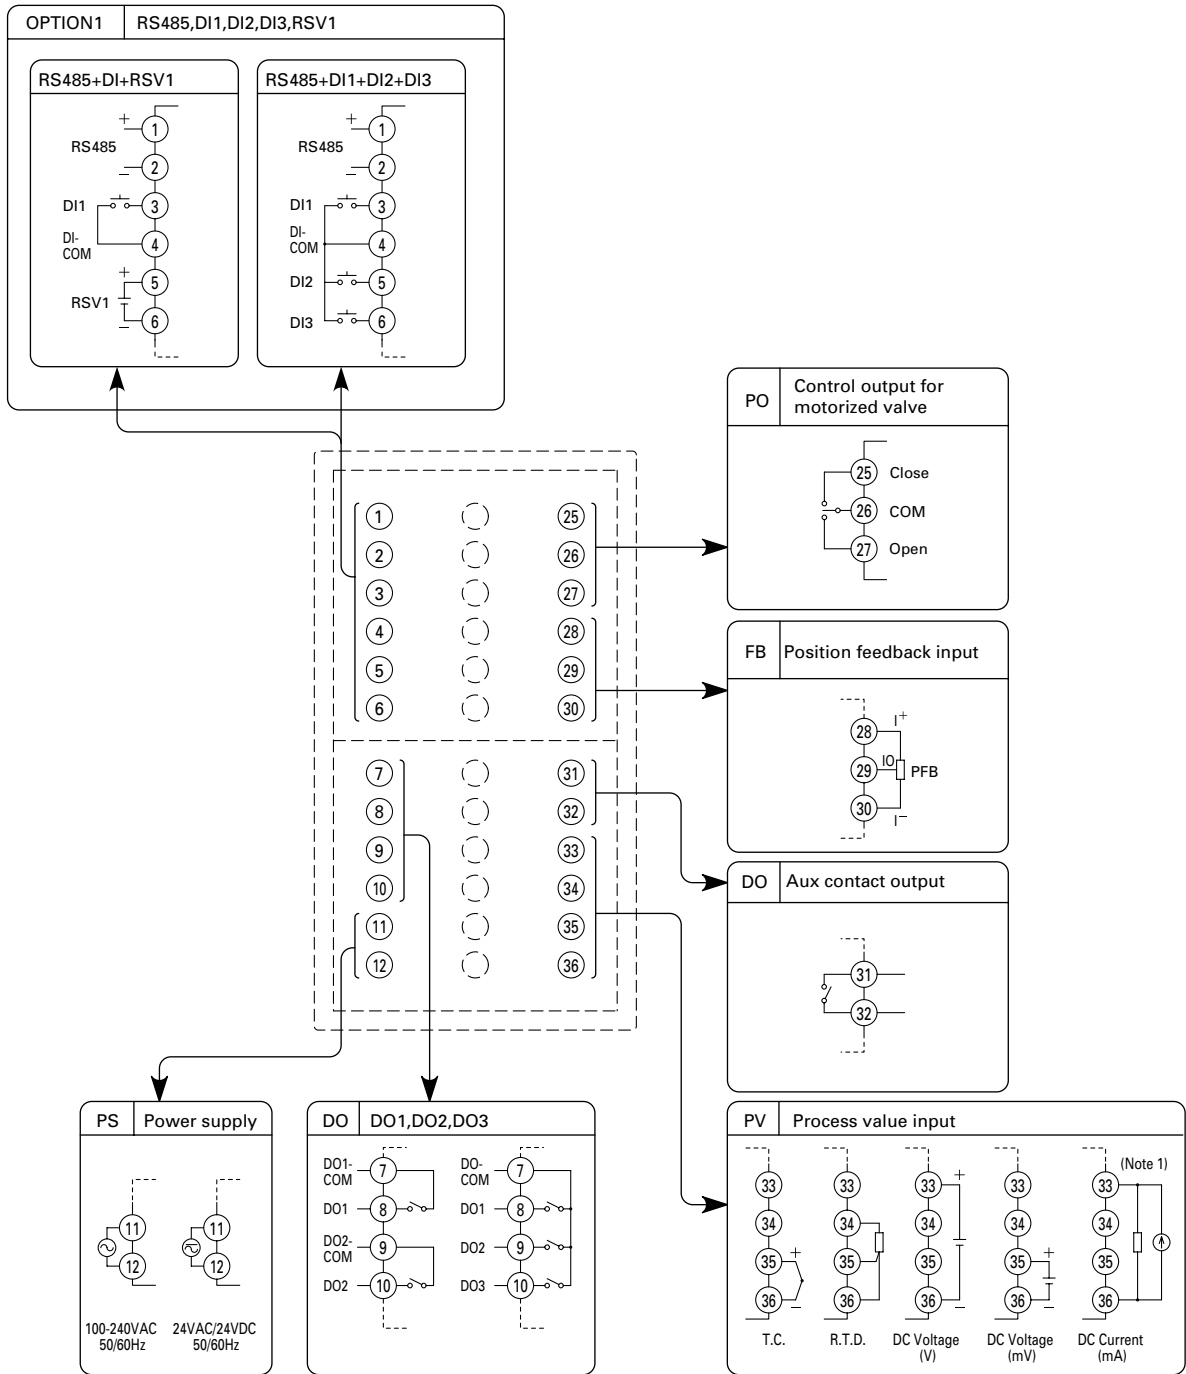 OPTION1 RS485,DI1,DI2,DI3,RSV1
RS485+DI+RSV1
+
1
RS485
2
−
DI1
3
DI-
COM
4
+
5
RSV1
6
−
RS485+DI1+DI2+DI3
+
1
RS485
2
−
DI1
3
DI-
COM
4
DI2
5
DI3
6
PO Control output for
motorized valve
25 Close
26 COM
27 Open
1 25
2 26
3 27
4 28
5 29
6 30
7 31
8 32
9 33
10 34
11 35
12 36
FB Position feedback input
28 I+
29 IO PFB
30 I−
DO Aux contact output
31
32
PS Power supply
11
12
100-240VAC
50/60Hz
11
12
24VAC/24VDC
50/60Hz
DO DO1,DO2,DO3
DO1-
COM
7
DO1 8
DO2-
COM
9
DO2 10
DO-
COM
7
DO1 8
DO2 9
DO3 10
PV Process value input
33
34
35 +
36 −
T.C.
33
34
35
36
R.T.D.
33 +
34
35
36 −
DC Voltage
(V)
33
34
35 +
36 −
DC Voltage
(mV)
(Note 1)
33
34
35
36
DC Current
(mA)